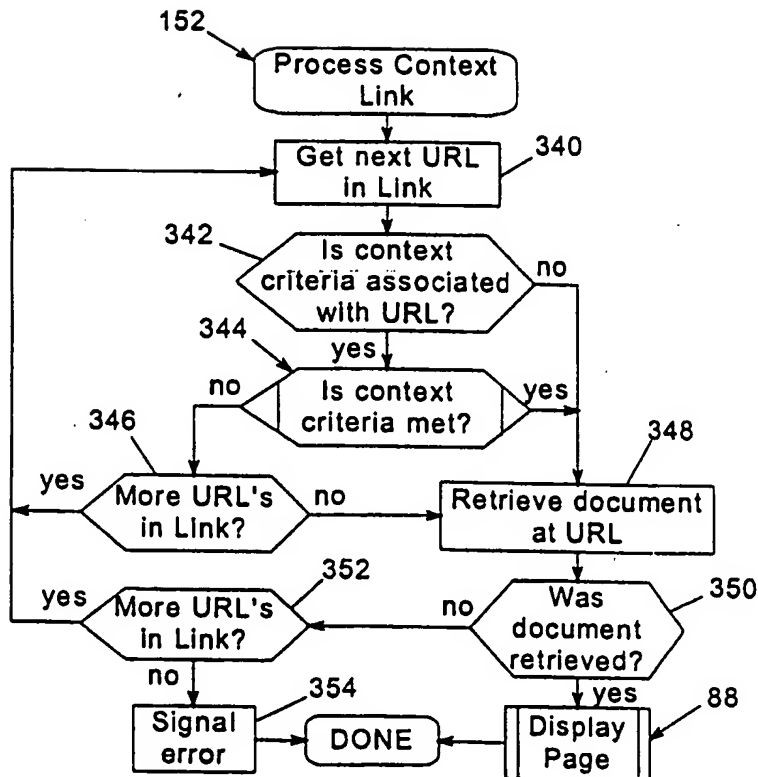 152
Process Context
Link
Get next URL
in Link
340
342
Is context
criteria associated
with URL?
no
yes
344
Is context
criteria met?
no
yes
346
More URL's
in Link?
yes
no
348
Retrieve document
at URL
350
Was
document
retrieved?
no
yes
352
More URL's
in Link?
yes
no
354
Signal
error
DONE
Display
Page
88